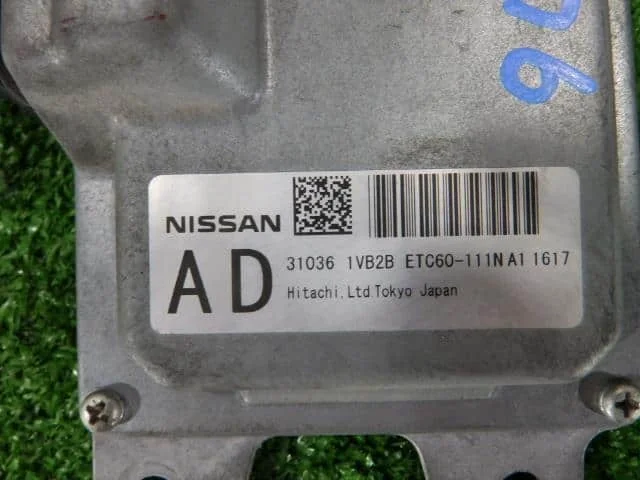 NISSAN
AD
31036 1VB2B ETC60-111N A1 1617
Hitachi,Ltd.Tokyo Japan